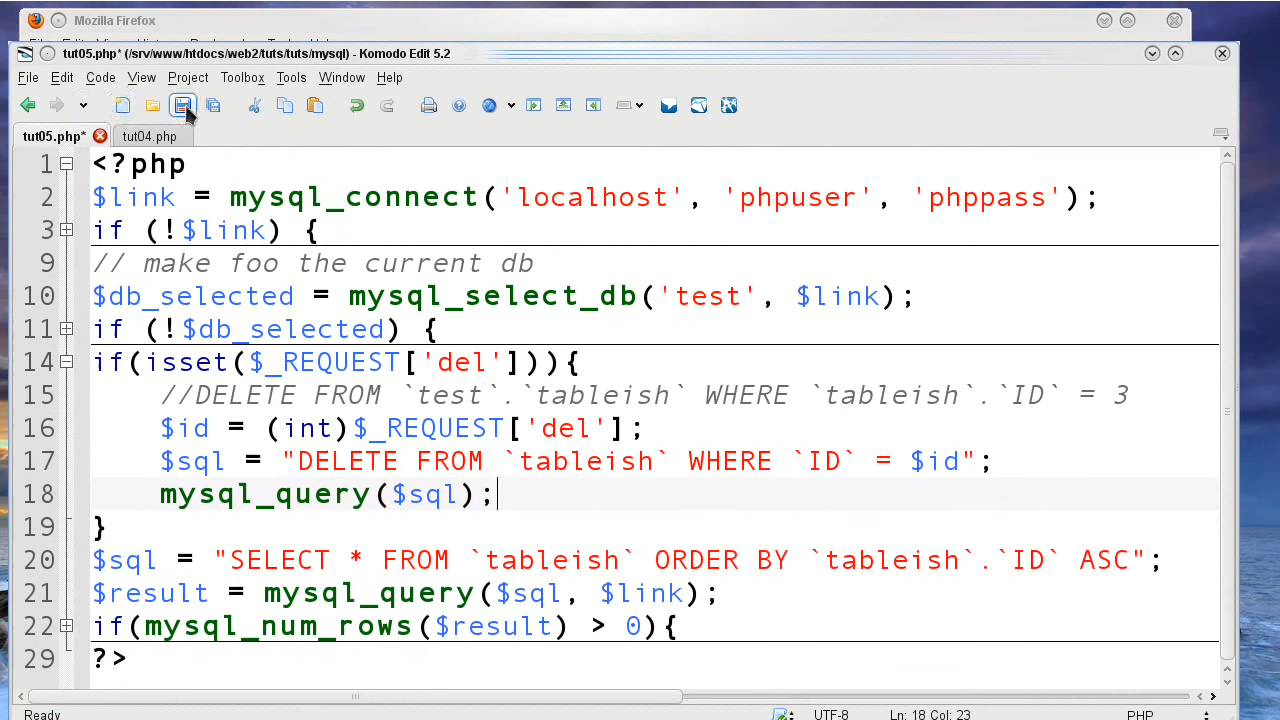 Mozilla Firefox
tut05.php* (/srv/www/htdocs/web2/tuts/tuts/mysql) - Komodo Edit 5.2
File Edit Code View Project Toolbox Tools Window Help
tut05.php* tut04.php
1 <?php
2 $link = mysql_connect('localhost', 'phpuser', 'phppass');
3 if (!$link) {
9 // make foo the current db
10 $db_selected = mysql_select_db('test', $link);
11 if (!$db_selected) {
14 if(isset($_REQUEST['del'])){
15 //DELETE FROM `test`.`tableish` WHERE `tableish`.`ID` = 3
16 $id = (int)$_REQUEST['del'];
17 $sql = "DELETE FROM `tableish` WHERE `ID` = $id";
18 mysql_query($sql);
19 }
20 $sql = "SELECT * FROM `tableish` ORDER BY `tableish`.`ID` ASC";
21 $result = mysql_query($sql, $link);
22 if(mysql_num_rows($result) > 0){
29 ?>
Ready UTF-8 Ln: 18 Col: 23 PHP